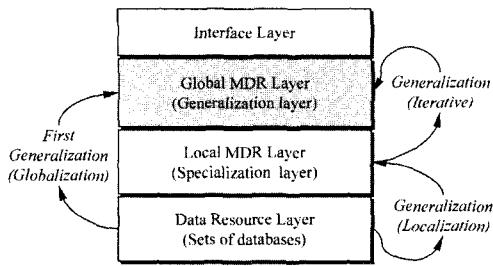 Interface Layer
Global MDR Layer
(Generalization layer)
Generalization
(Iterative)
First
Generalization
(Globalization)
Local MDR Layer
(Specialization layer)
Data Resource Layer
(Sets of databases)
Generalization
(Localization)